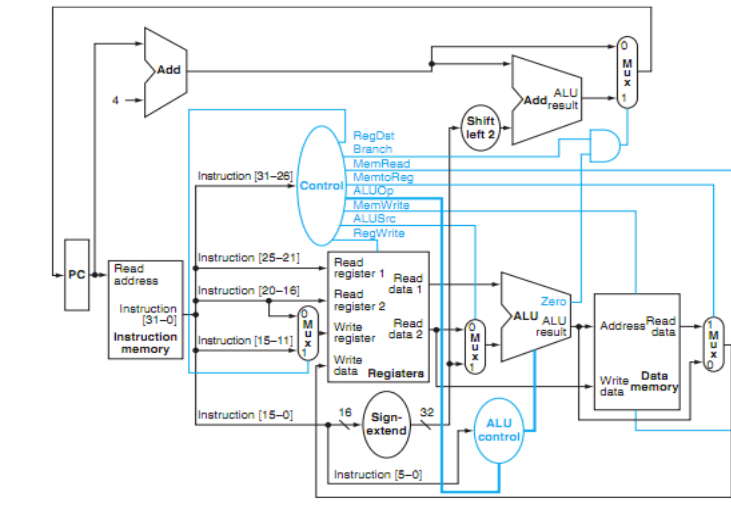 0
M
u
x
1
Add
4
Add ALU
result
Shift
left 2
RegDst
Branch
MemRead
MemtoReg
ALUOp
MemWrite
ALUSrc
RegWrite
Control
Instruction [31–26]
Instruction [25–21]
Instruction [20–16]
Instruction [15–11]
Instruction [15–0]
Instruction [5–0]
PC
Read
address
Instruction
[31–0]
Instruction
memory
0
M
u
x
1
Read
register 1
Read
register 2
Write
register
Write
data
Read
data 1
Read
data 2
Registers
0
M
u
x
1
Zero
ALU ALU
result
Address
Read
data
Write
data
Data
memory
1
M
u
x
0
16
Sign-
extend
32
ALU
control